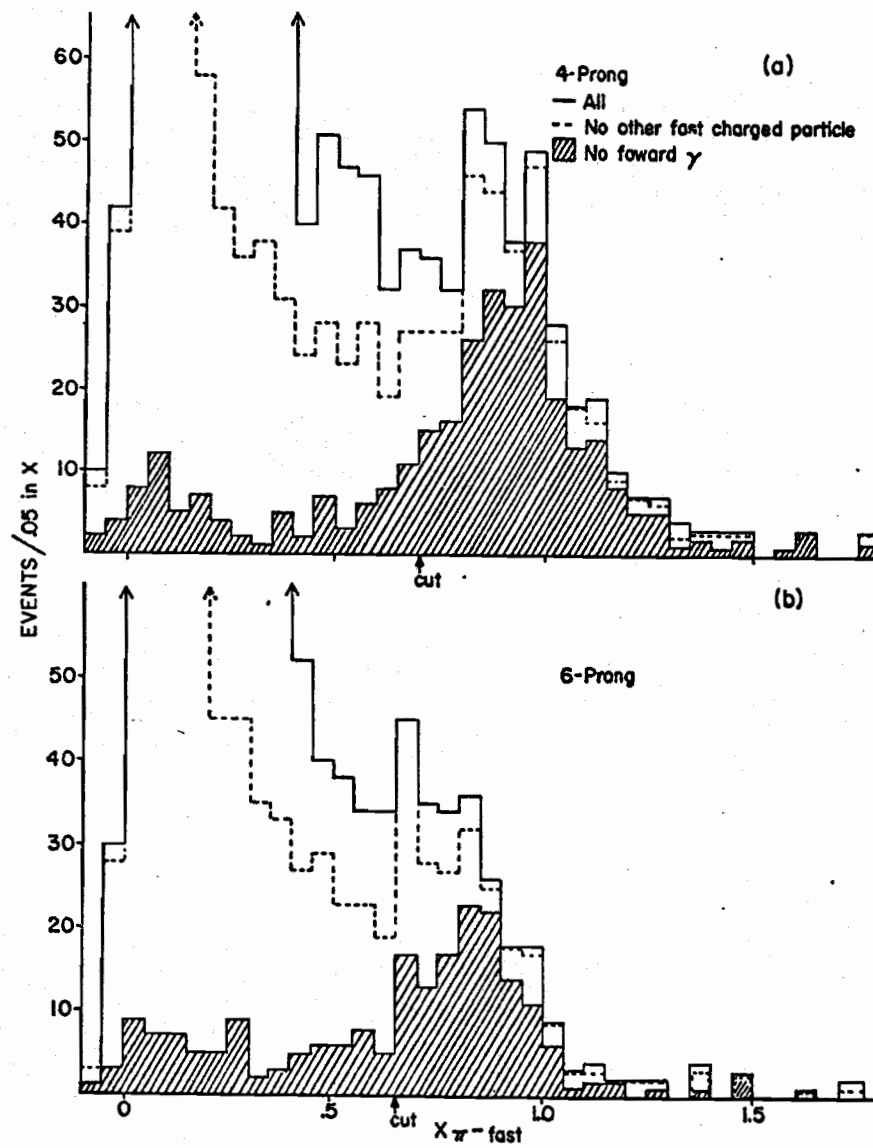 (a)
4-Prong
All
No other fast charged particle
No foward γ
60
50
40
30
20
10
cut
EVENTS/.05 in X
(b)
6-Prong
50
40
30
20
10
0
.5
cut
1.0
1.5
X π-fast